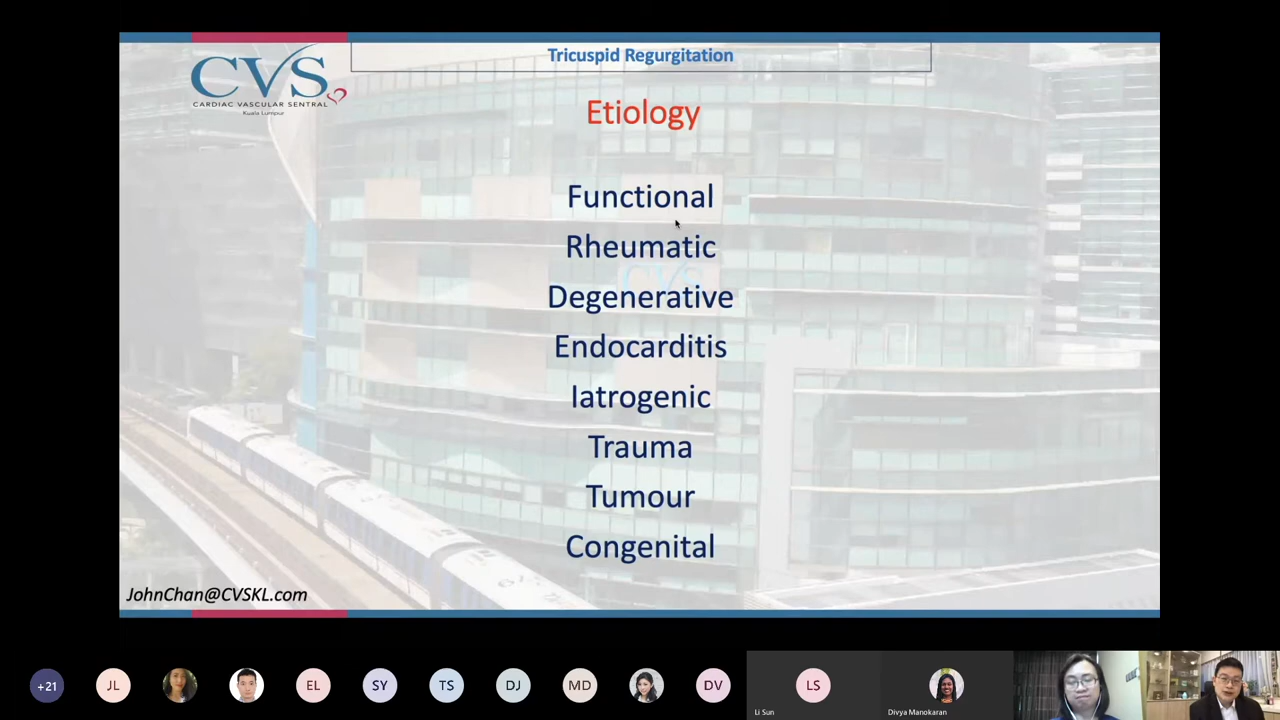 Tricuspid Regurgitation
CVS
CARDIAC VASCULAR SENTRAL
Kuala Lumpur
Etiology
Functional
Rheumatic
Degenerative
Endocarditis
Iatrogenic
Trauma
Tumour
Congenital
JohnChan@CVSKL.com
+21
JL
EL
SY
TS
DJ
MD
DV
LS
Li Sun
Divya Manokaran